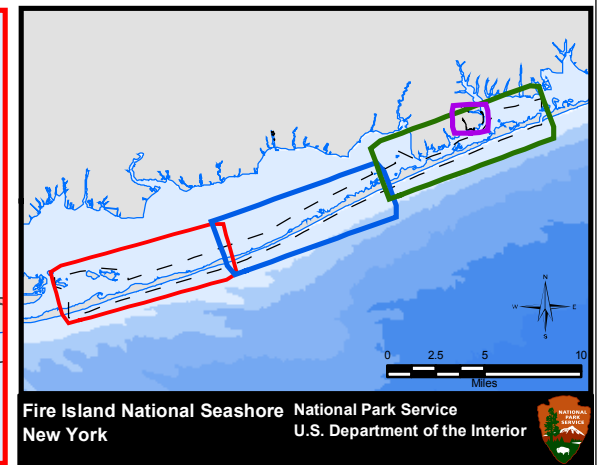 N
W E
S
0 2.5 5 10
Miles
Fire Island National Seashore
New York
National Park Service
U.S. Department of the Interior
NATIONAL
PARK
SERVICE